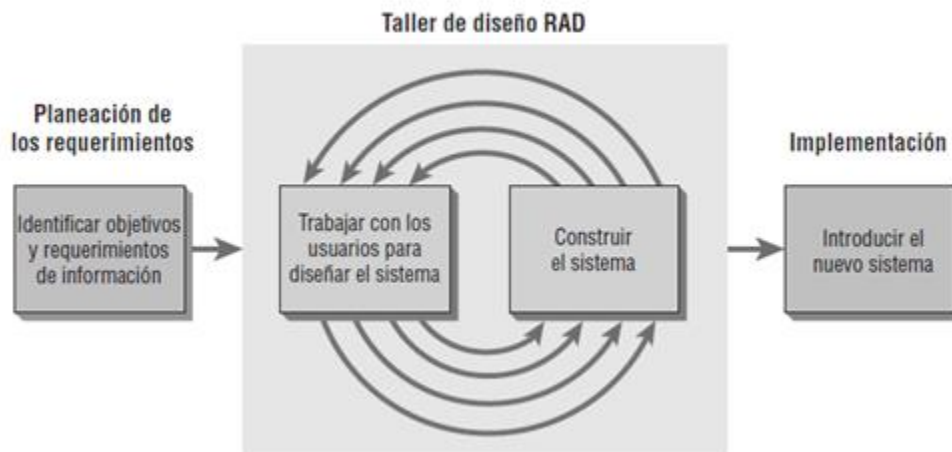 Taller de diseño RAD
Planeación de
los requerimientos
Implementación
Identificar objetivos
y requerimientos
de información
Trabajar con los
usuarios para
diseñar el sistema
Construir
el sistema
Introducir el
nuevo sistema